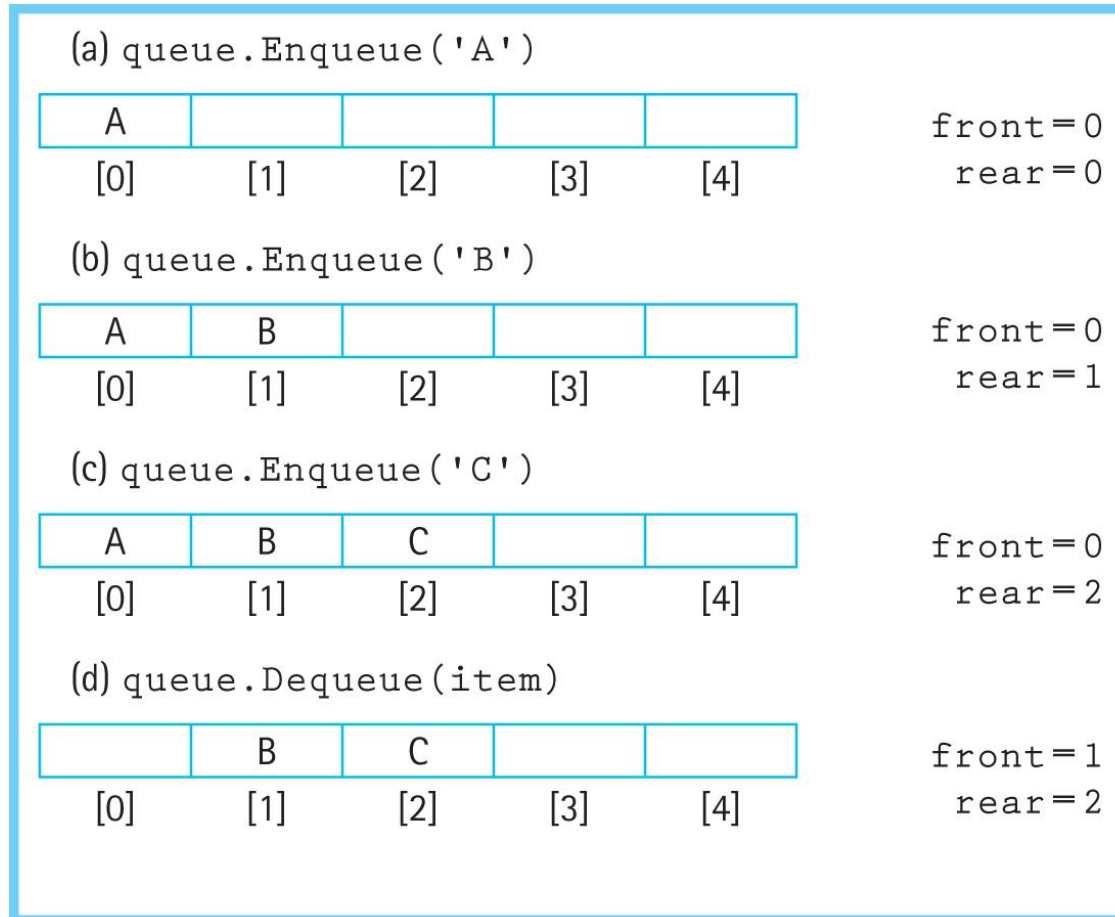 (a) queue.Enqueue('A')
A
front=0
[0] [1] [2] [3] [4]
rear=0
(b) queue.Enqueue('B')
A B
front=0
[0] [1] [2] [3] [4]
rear=1
(c) queue.Enqueue('C')
A B C
front=0
[0] [1] [2] [3] [4]
rear=2
(d) queue.Dequeue(item)
B C
front=1
[0] [1] [2] [3] [4]
rear=2